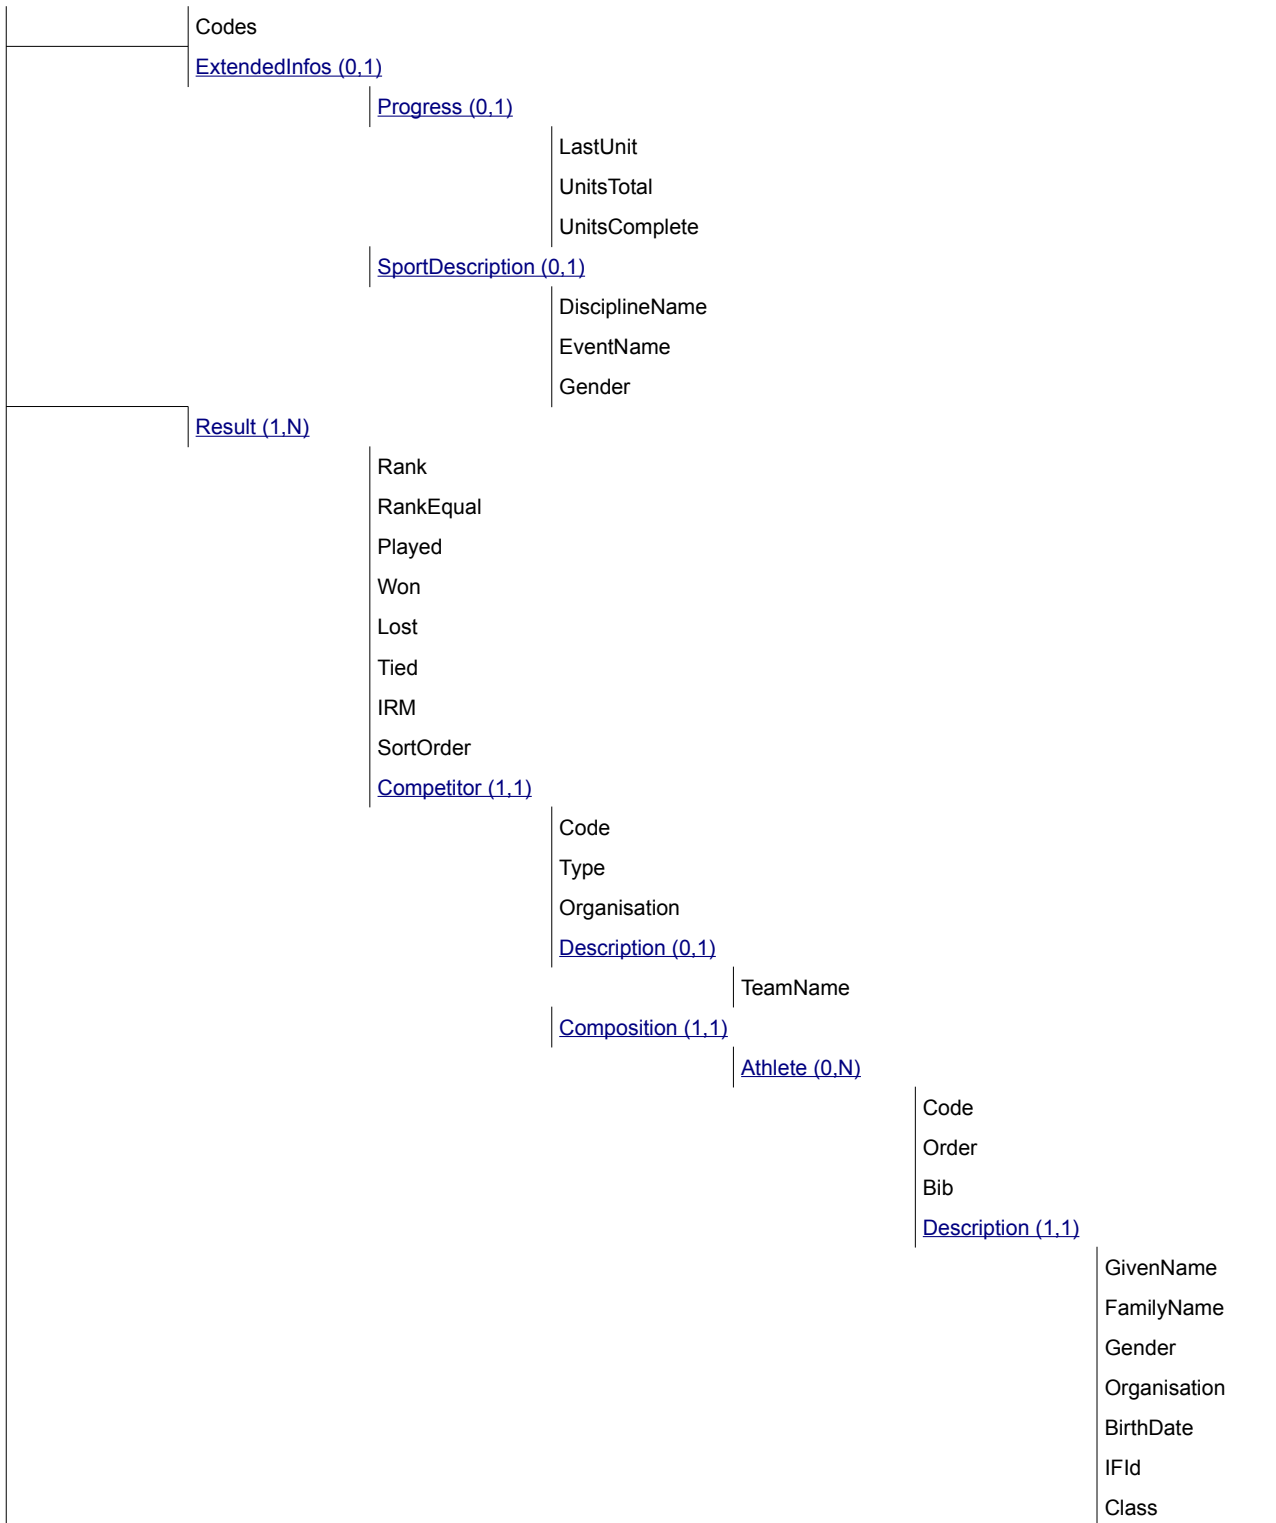 Codes
ExtendedInfos (0,1)
Progress (0,1)
LastUnit
UnitsTotal
UnitsComplete
SportDescription (0,1)
DisciplineName
EventName
Gender
Result (1,N)
Rank
RankEqual
Played
Won
Lost
Tied
IRM
SortOrder
Competitor (1,1)
Code
Type
Organisation
Description (0,1)
TeamName
Composition (1,1)
Athlete (0,N)
Code
Order
Bib
Description (1,1)
GivenName
FamilyName
Gender
Organisation
BirthDate
IFId
Class